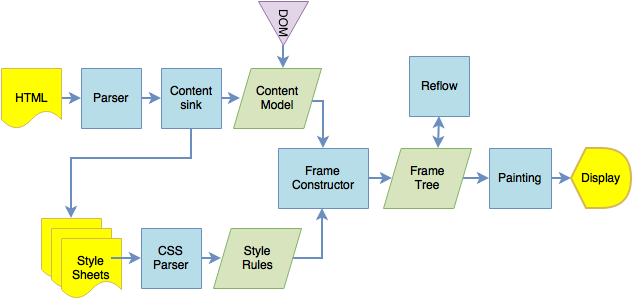 DOM
HTML
Parser
Content
sink
Content
Model
Reflow
Frame
Constructor
Frame
Tree
Painting
Display
Style
Sheets
CSS
Parser
Style
Rules